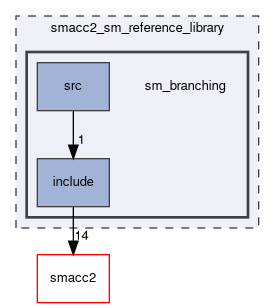 smacc2_sm_reference_library
src
sm_branching
1
include
14
smacc2